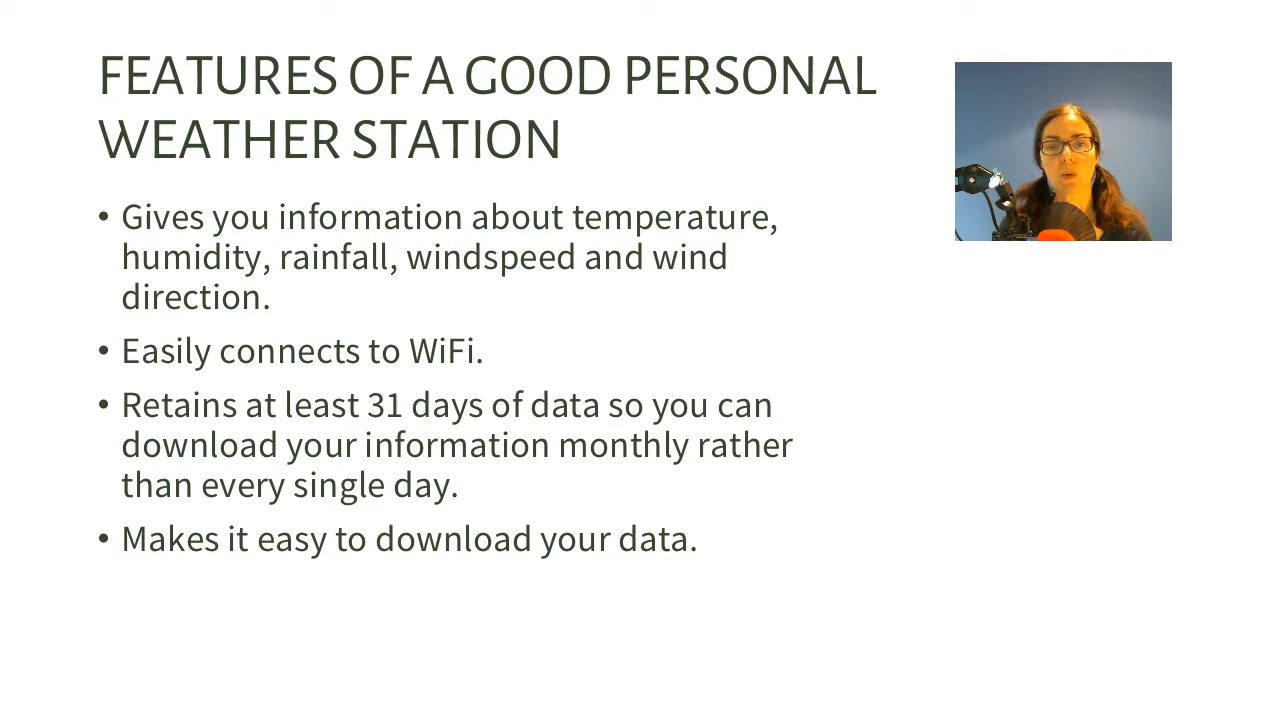 FEATURES OF A GOOD PERSONAL
WEATHER STATION
• Gives you information about temperature,
humidity, rainfall, windspeed and wind
direction.
• Easily connects to WiFi.
• Retains at least 31 days of data so you can
download your information monthly rather
than every single day.
• Makes it easy to download your data.